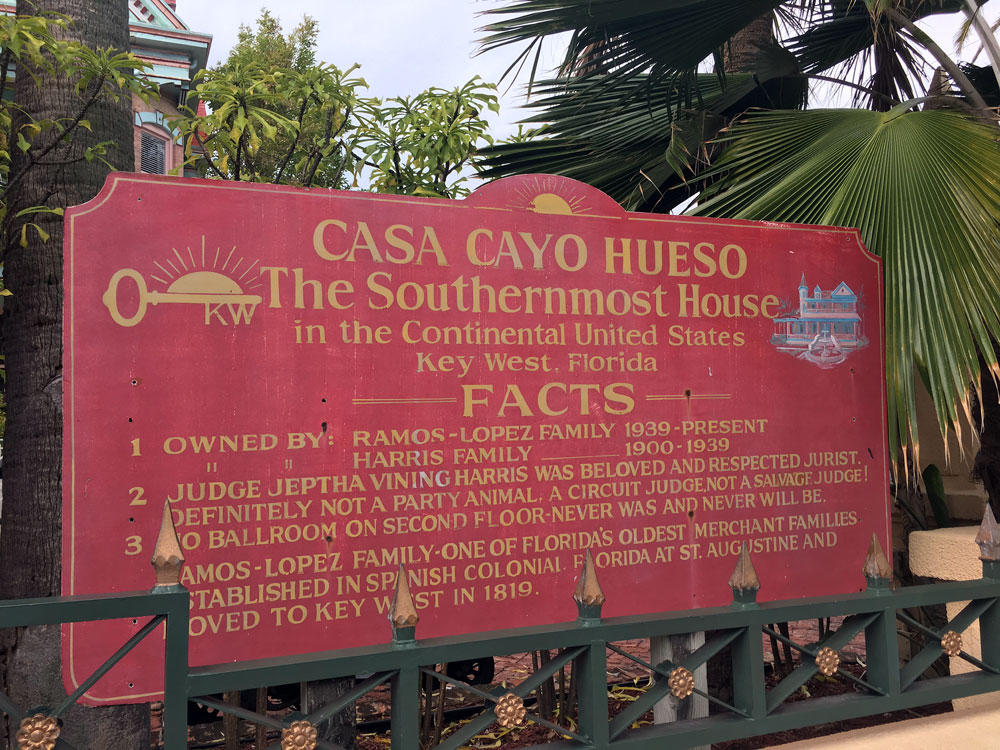 CASA CAYO HUESO
KW
The Southernmost House
in the Continental United States
Key West, Florida
FACTS
1 OWNED BY: RAMOS-LOPEZ FAMILY 1939-PRESENT
" " HARRIS FAMILY 1900-1939
2 JUDGE JEPTHA VINING HARRIS WAS BELOVED AND RESPECTED JURIST.
DEFINITELY NOT A PARTY ANIMAL. A CIRCUIT JUDGE, NOT A SALVAGE JUDGE!
3 NO BALLROOM ON SECOND FLOOR-NEVER WAS AND NEVER WILL BE.
RAMOS-LOPEZ FAMILY-ONE OF FLORIDA'S OLDEST MERCHANT FAMILIES
ESTABLISHED IN SPANISH COLONIAL FLORIDA AT ST. AUGUSTINE AND
MOVED TO KEY WEST IN 1819.